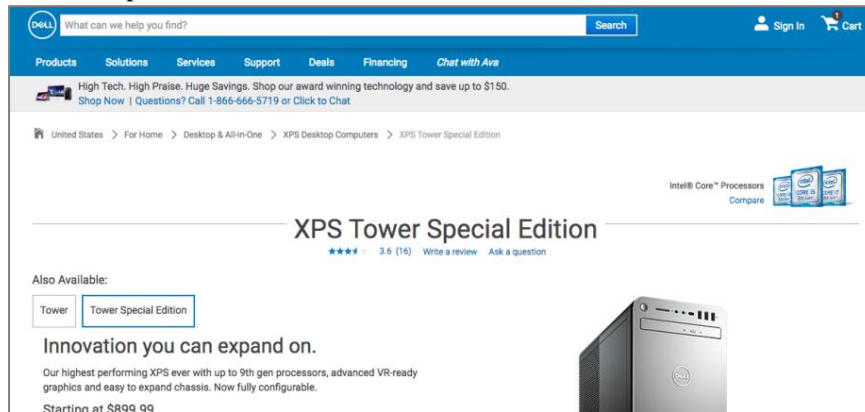 DELL
What can we help you find?
Search
Sign In
1
Cart
Products Solutions Services Support Deals Financing Chat with Ava
High Tech. High Praise. Huge Savings. Shop our award winning technology and save up to $150.
Shop Now | Questions? Call 1-866-666-5719 or Click to Chat
United States > For Home > Desktop & All-in-One > XPS Desktop Computers > XPS Tower Special Edition
Intel® Core™ Processors
Compare
XPS Tower Special Edition
3.6 (16) Write a review Ask a question
Also Available:
Tower
Tower Special Edition
Innovation you can expand on.
Our highest performing XPS ever with up to 9th gen processors, advanced VR-ready
graphics and easy to expand chassis. Now fully configurable.
Starting at $899.99
DELL